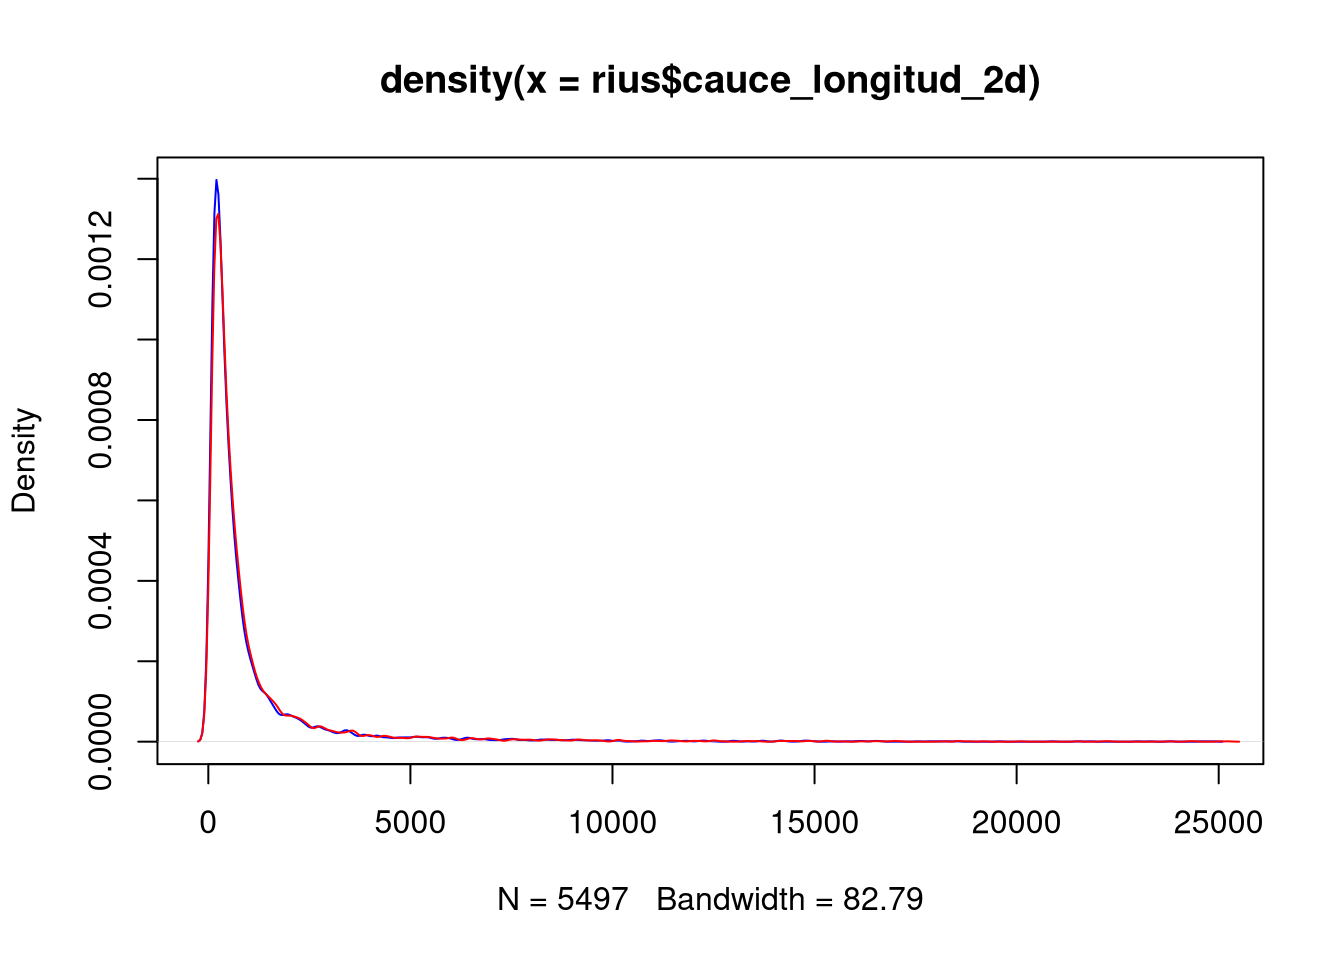 density(x = rius$cauce_longitud_2d)
Density
0.0012
0.0008
0.0004
0.0000
0 5000 10000 15000 20000 25000
N = 5497 Bandwidth = 82.79